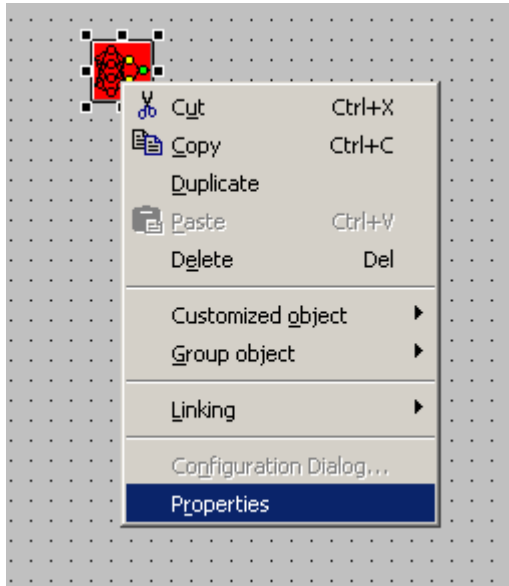 Cut Ctrl+X
Copy Ctrl+C
Duplicate
Paste Ctrl+V
Delete Del
Customized object
Group object
Linking
Configuration Dialog...
Properties